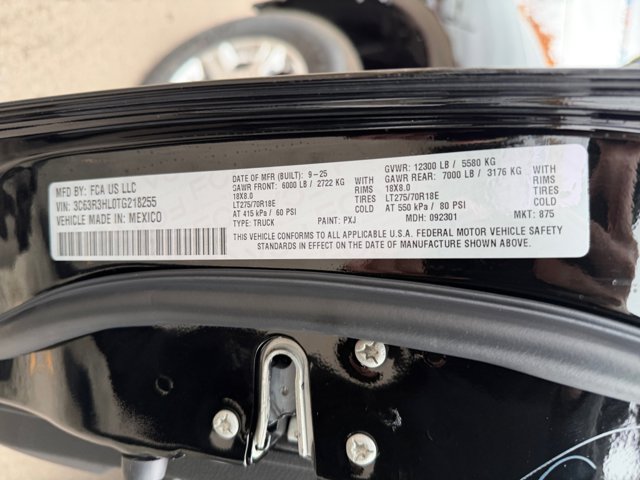 MFD BY: FCA US LLC
VIN: 3C63R3HL0TG218255
VEHICLE MADE IN: MEXICO
DATE OF MFR (BUILT): 9-25
GAWR FRONT: 6000 LB / 2722 KG WITH
18X8.0 TIRES
LT275/70R18E RIMS
AT 415 kPa / 60 PSI COLD
TYPE: TRUCK PAINT: PXJ
GVWR: 12300 LB / 5580 KG
GAWR REAR: 7000 LB / 3176 KG WITH
18X8.0 TIRES
LT275/70R18E RIMS
AT 550 kPa / 80 PSI COLD
MDH: 092301 MKT: 875
THIS VEHICLE CONFORMS TO ALL APPLICABLE U.S.A. FEDERAL MOTOR VEHICLE SAFETY
STANDARDS IN EFFECT ON THE DATE OF MANUFACTURE SHOWN ABOVE.